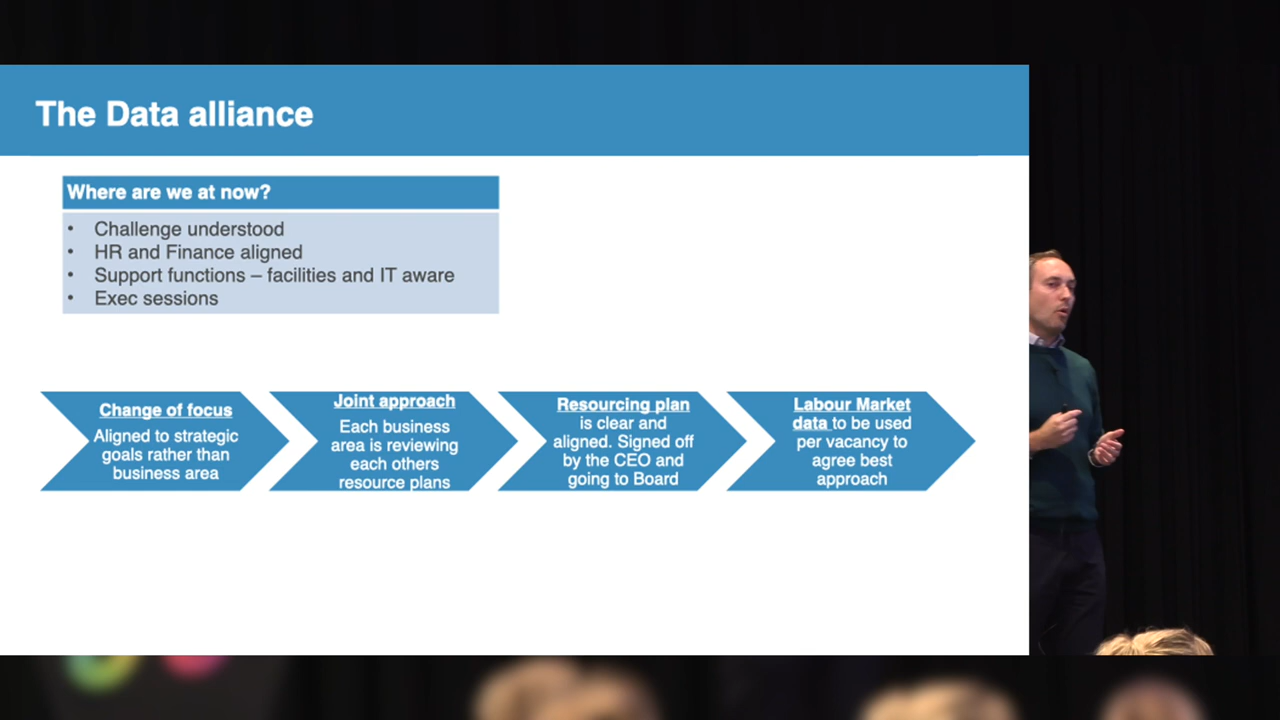 The Data alliance
Where are we at now?
• Challenge understood
• HR and Finance aligned
• Support functions – facilities and IT aware
• Exec sessions
Change of focus
Aligned to strategic
goals rather than
business area
Joint approach
Each business
area is reviewing
each others
resource plans
Resourcing plan
is clear and
aligned. Signed off
by the CEO and
going to Board
Labour Market
data to be used
per vacancy to
agree best
approach